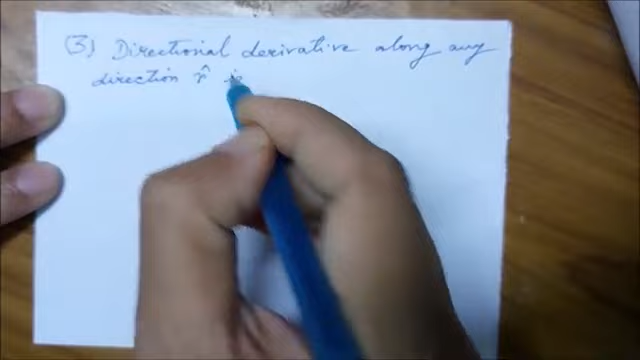 (3) Directional derivative along any
direction r̂